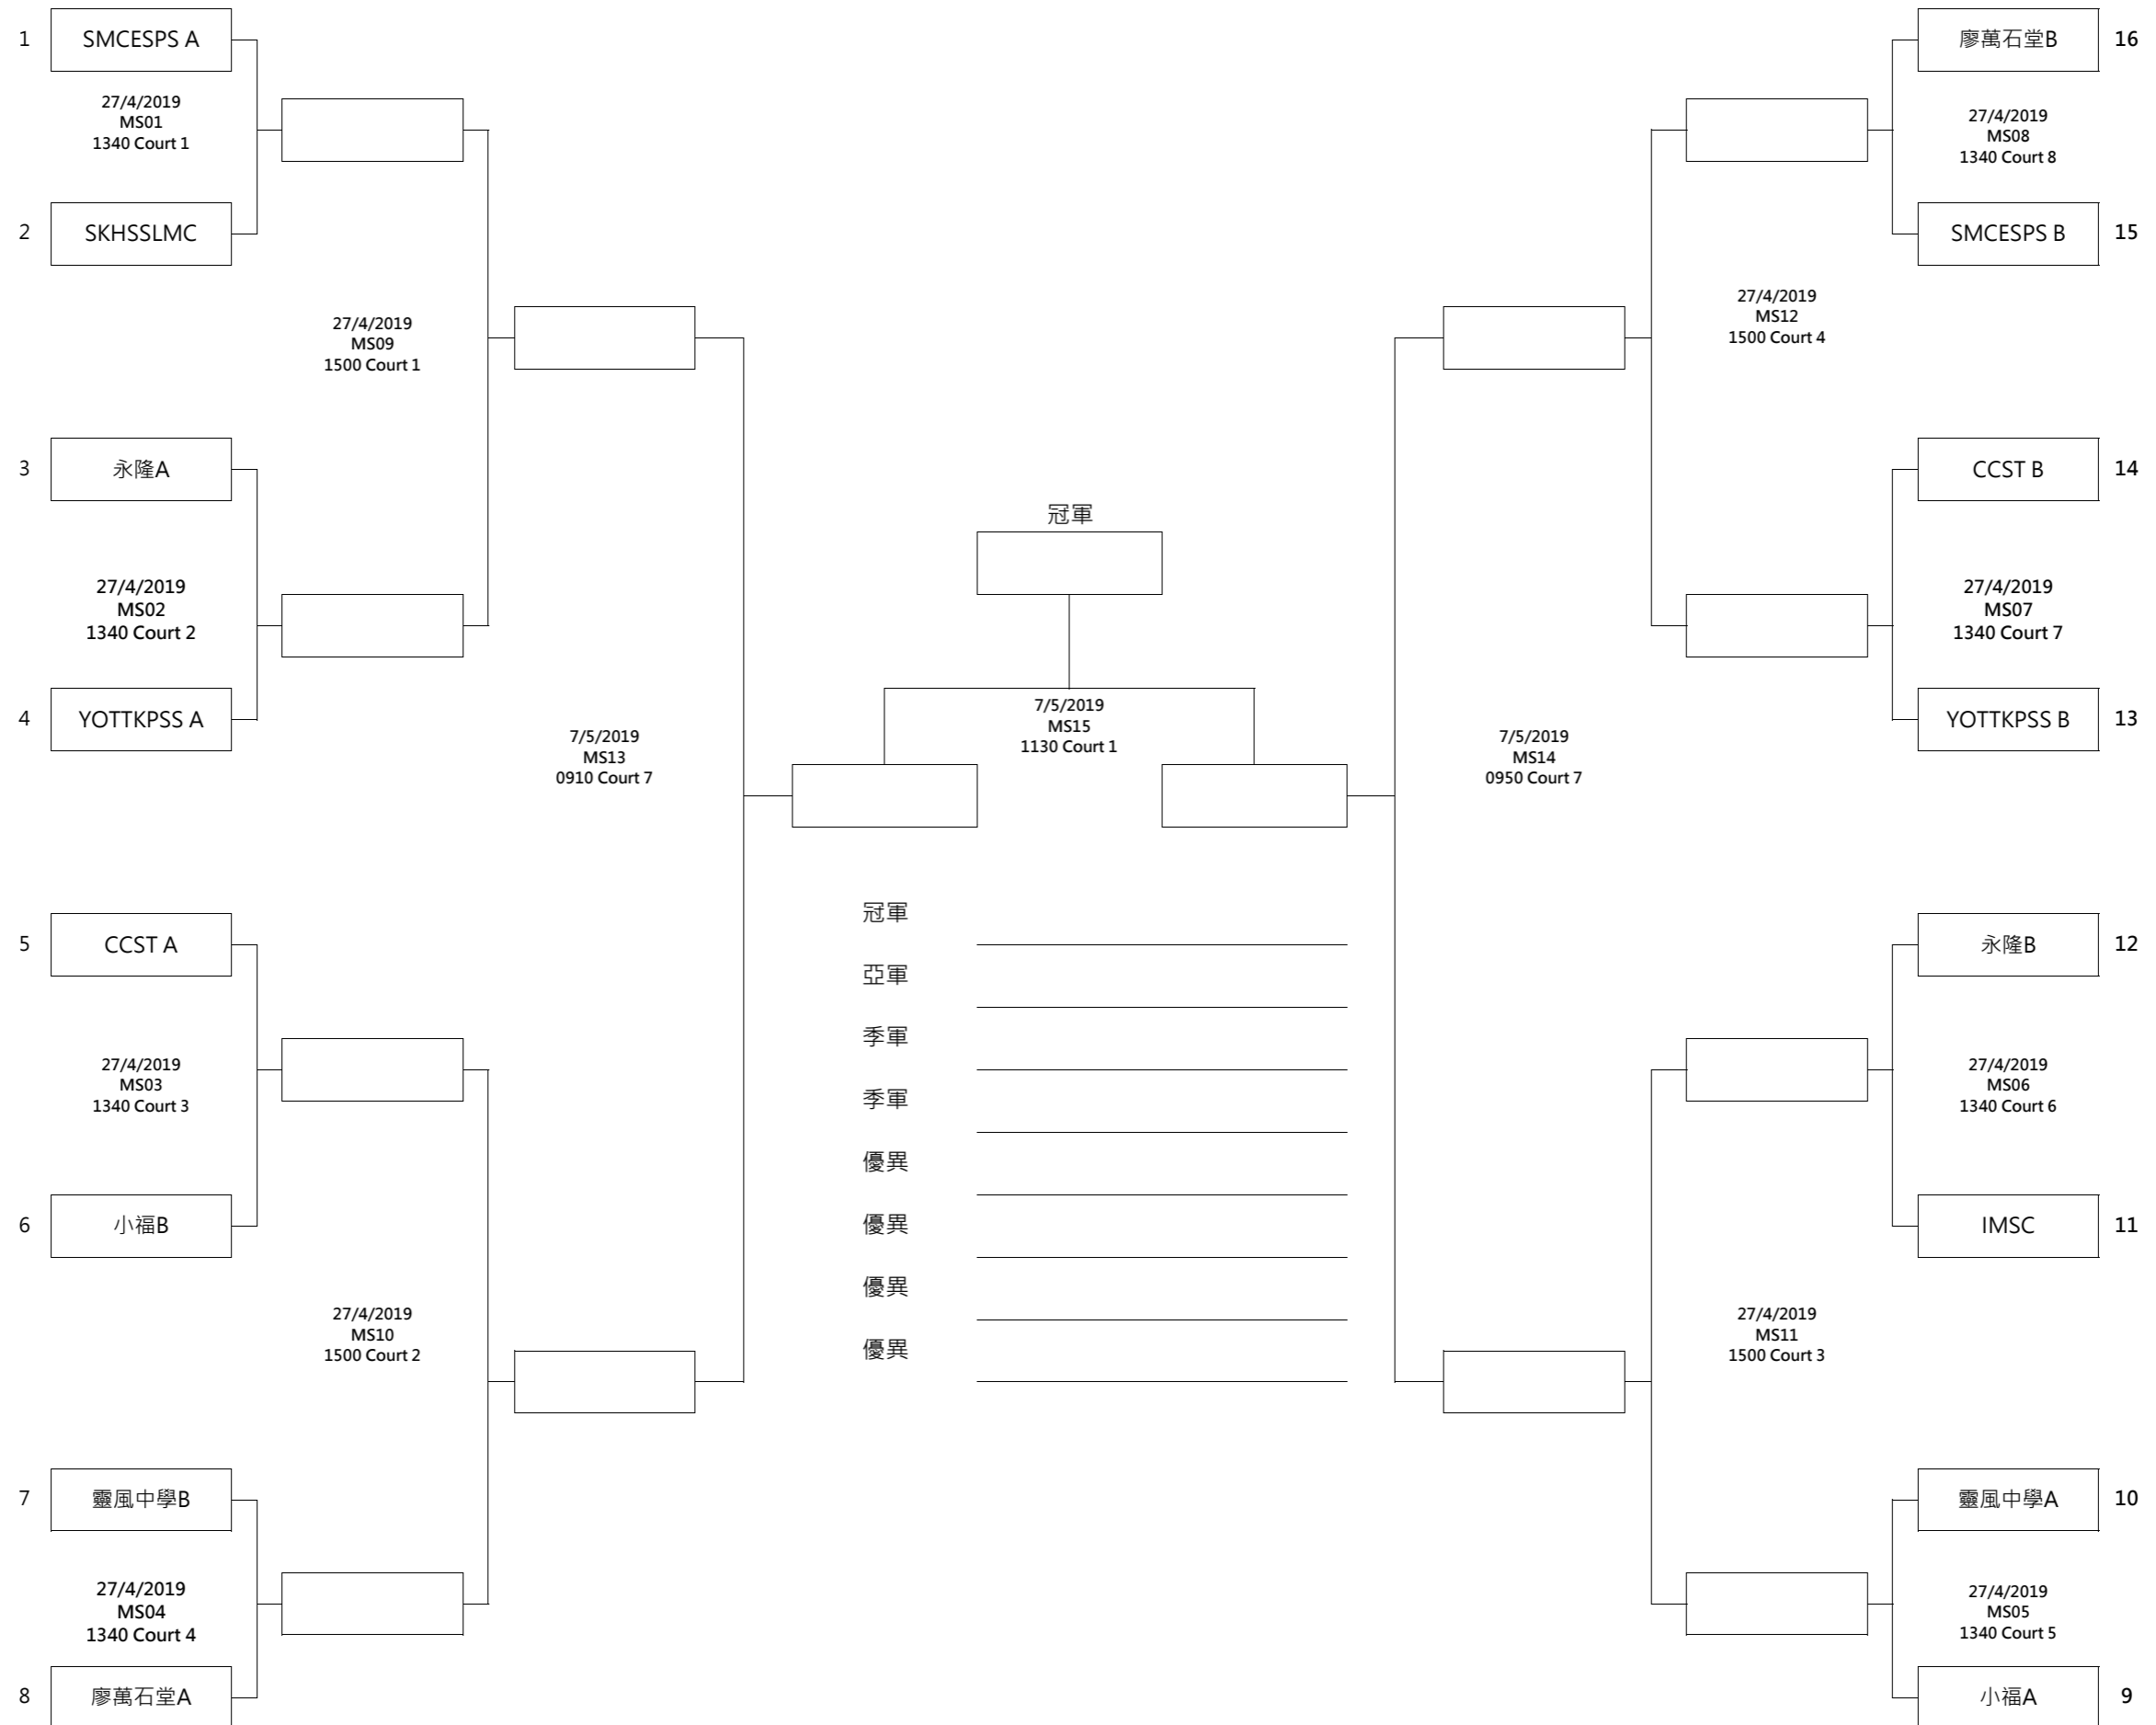 1
SMCESPS A
27/4/2019
MS01
1340 Court 1
2
SKHSSLMC
27/4/2019
MS09
1500 Court 1
3
永隆A
27/4/2019
MS02
1340 Court 2
4
YOTTKPSS A
7/5/2019
MS13
0910 Court 7
5
CCST A
27/4/2019
MS03
1340 Court 3
6
小福B
27/4/2019
MS10
1500 Court 2
7
靈風中學B
27/4/2019
MS04
1340 Court 4
8
廖萬石堂A
冠軍
7/5/2019
MS15
1130 Court 1
冠軍
亞軍
季軍
季軍
優異
優異
優異
優異
廖萬石堂B
16
27/4/2019
MS08
1340 Court 8
SMCESPS B
15
27/4/2019
MS12
1500 Court 4
CCST B
14
27/4/2019
MS07
1340 Court 7
YOTTKPSS B
13
7/5/2019
MS14
0950 Court 7
永隆B
12
27/4/2019
MS06
1340 Court 6
IMSC
11
27/4/2019
MS11
1500 Court 3
靈風中學A
10
27/4/2019
MS05
1340 Court 5
小福A
9